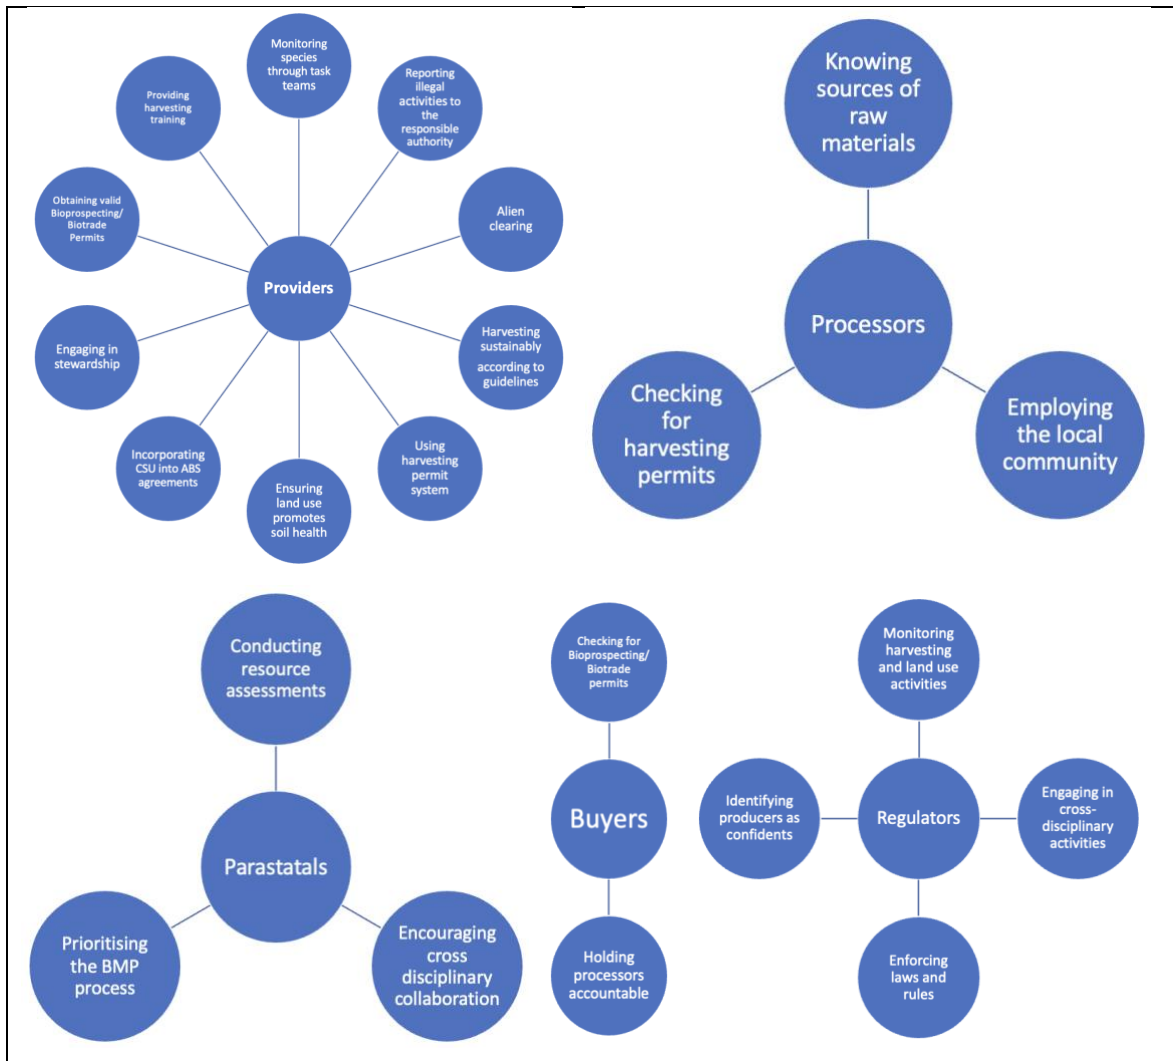 Monitoring
species
through task
teams
Reporting
illegal
activities to
the
responsible
authority
Providing
harvesting
training
Alien
clearing
Obtaining valid
Bioprospecting/
Biotrade
Permits
Providers
Harvesting
sustainably
according to
guidelines
Engaging in
stewardship
Using
harvesting
permit
system
Incorporating
CSU into ABS
agreements
Ensuring
land use
promotes
soil health
Knowing
sources of
raw
materials
Processors
Checking
for
harvesting
permits
Employing
the local
community
Conducting
resource
assessments
Parastatals
Prioritising
the BMP
process
Encouraging
cross
disciplinary
collaboration
Checking for
Bioprospecting/
Biotrade
permits
Buyers
Holding
processors
accountable
Monitoring
harvesting
and land use
activities
Identifying
producers as
confidents
Regulators
Engaging in
cross-
disciplinary
activities
Enforcing
laws and
rules